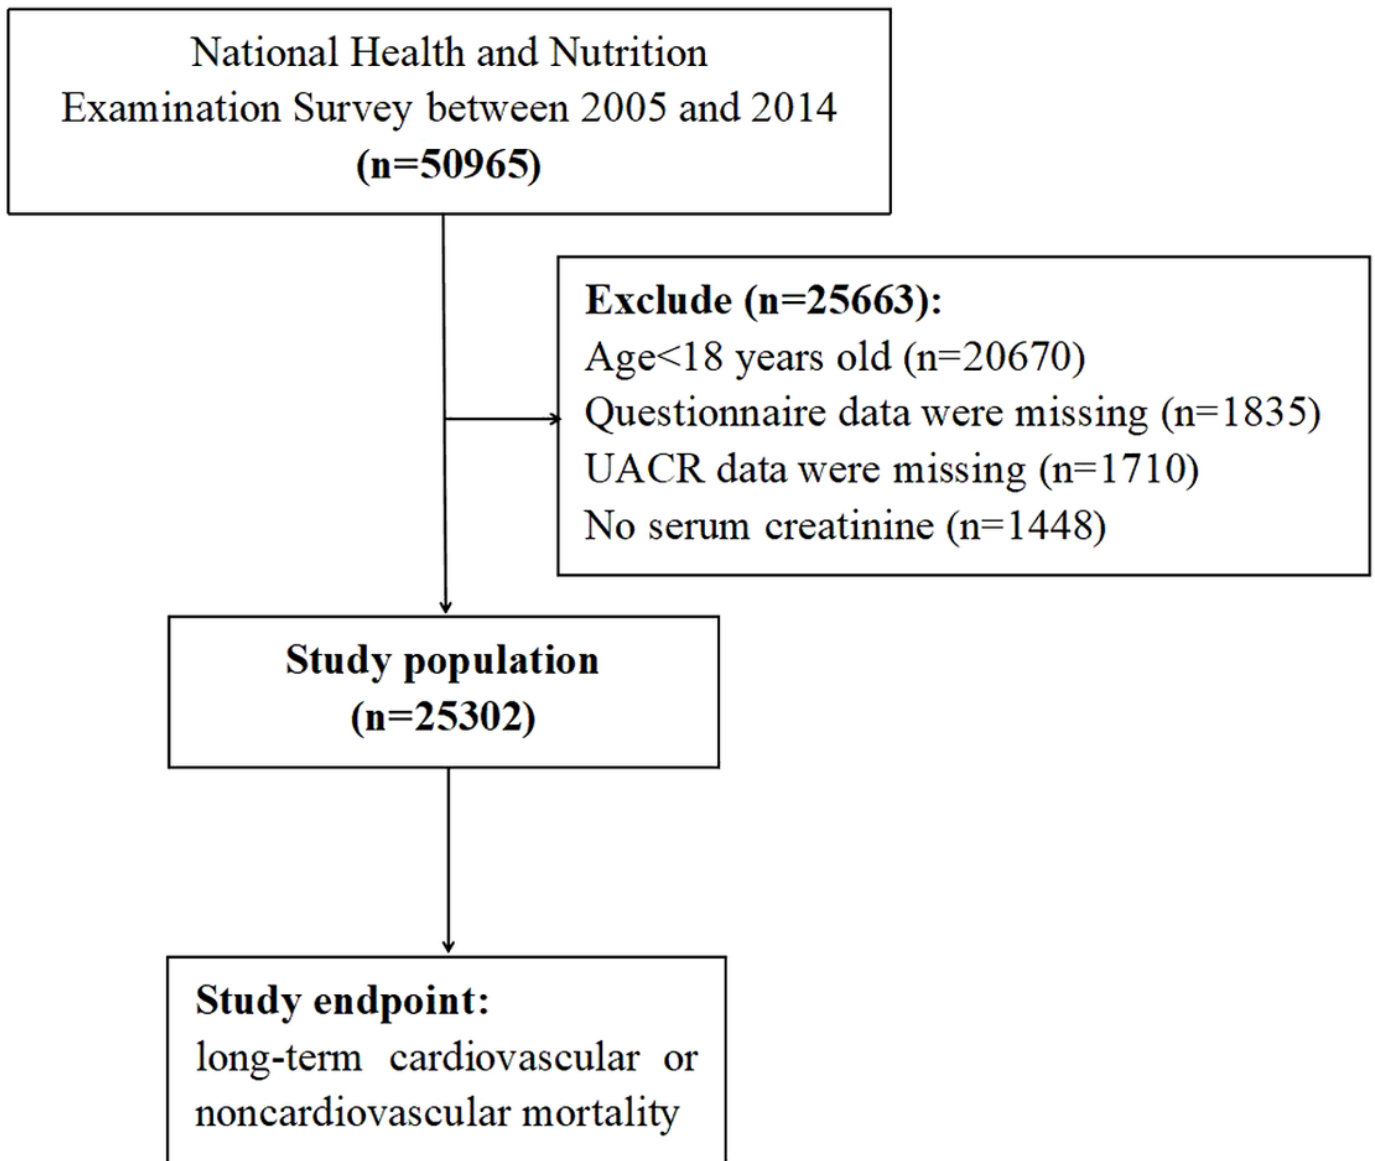 National Health and Nutrition
Examination Survey between 2005 and 2014
(n=50965)
Exclude (n=25663):
Age<18 years old (n=20670)
Questionnaire data were missing (n=1835)
UACR data were missing (n=1710)
No serum creatinine (n=1448)
Study population
(n=25302)
Study endpoint:
long-term cardiovascular or
noncardiovascular mortality